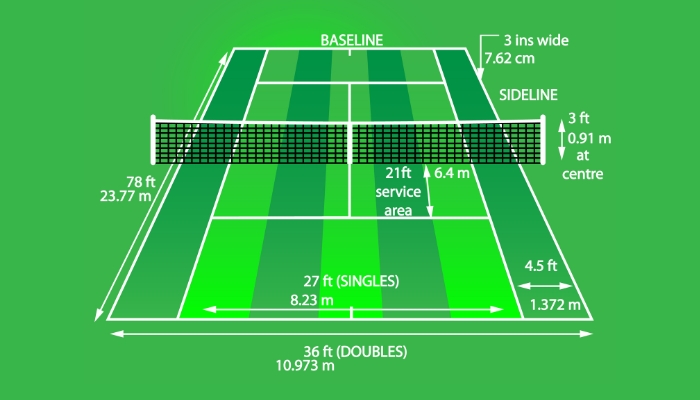 BASELINE
3 ins wide
7.62 cm
SIDELINE
3 ft
0.91 m
at
centre
21ft
6.4 m
service
area
78 ft
23.77 m
4.5 ft
1.372 m
27 ft (SINGLES)
8.23 m
36 ft (DOUBLES)
10.973 m